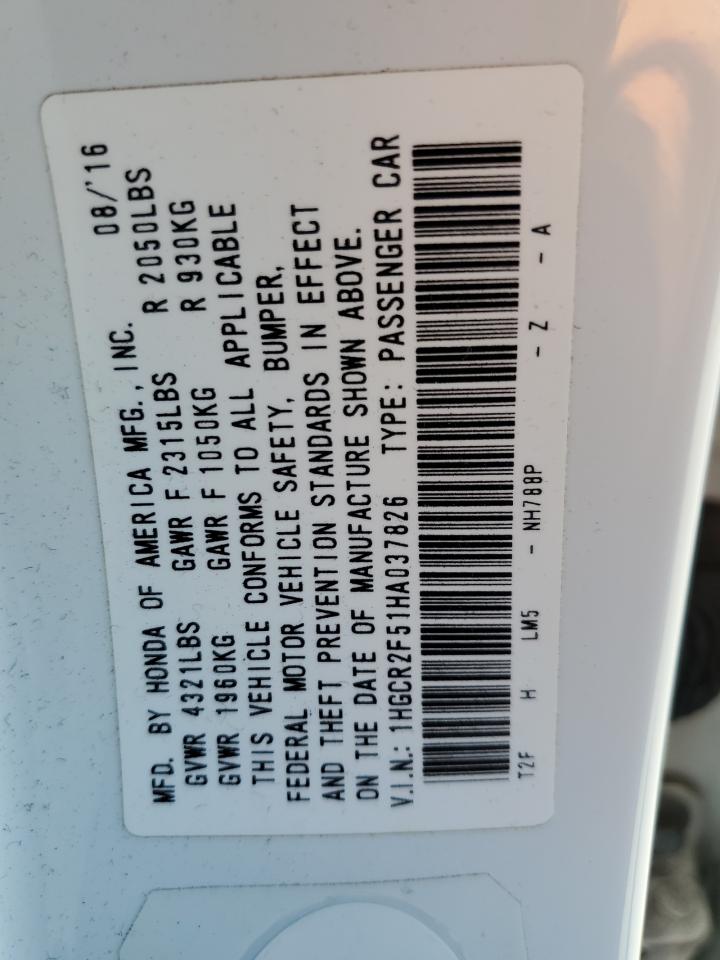 MFD. BY HONDA OF AMERICA MFG., INC. 08/'16
GVWR 4321LBS GAWR F 2315LBS R 2050LBS
GVWR 1960KG GAWR F 1050KG R 930KG
THIS VEHICLE CONFORMS TO ALL APPLICABLE
FEDERAL MOTOR VEHICLE SAFETY, BUMPER,
AND THEFT PREVENTION STANDARDS IN EFFECT
ON THE DATE OF MANUFACTURE SHOWN ABOVE.
V.I.N.: 1HGCR2F51HA037826 TYPE: PASSENGER CAR
T2F H LM5 - NH788P - Z - A